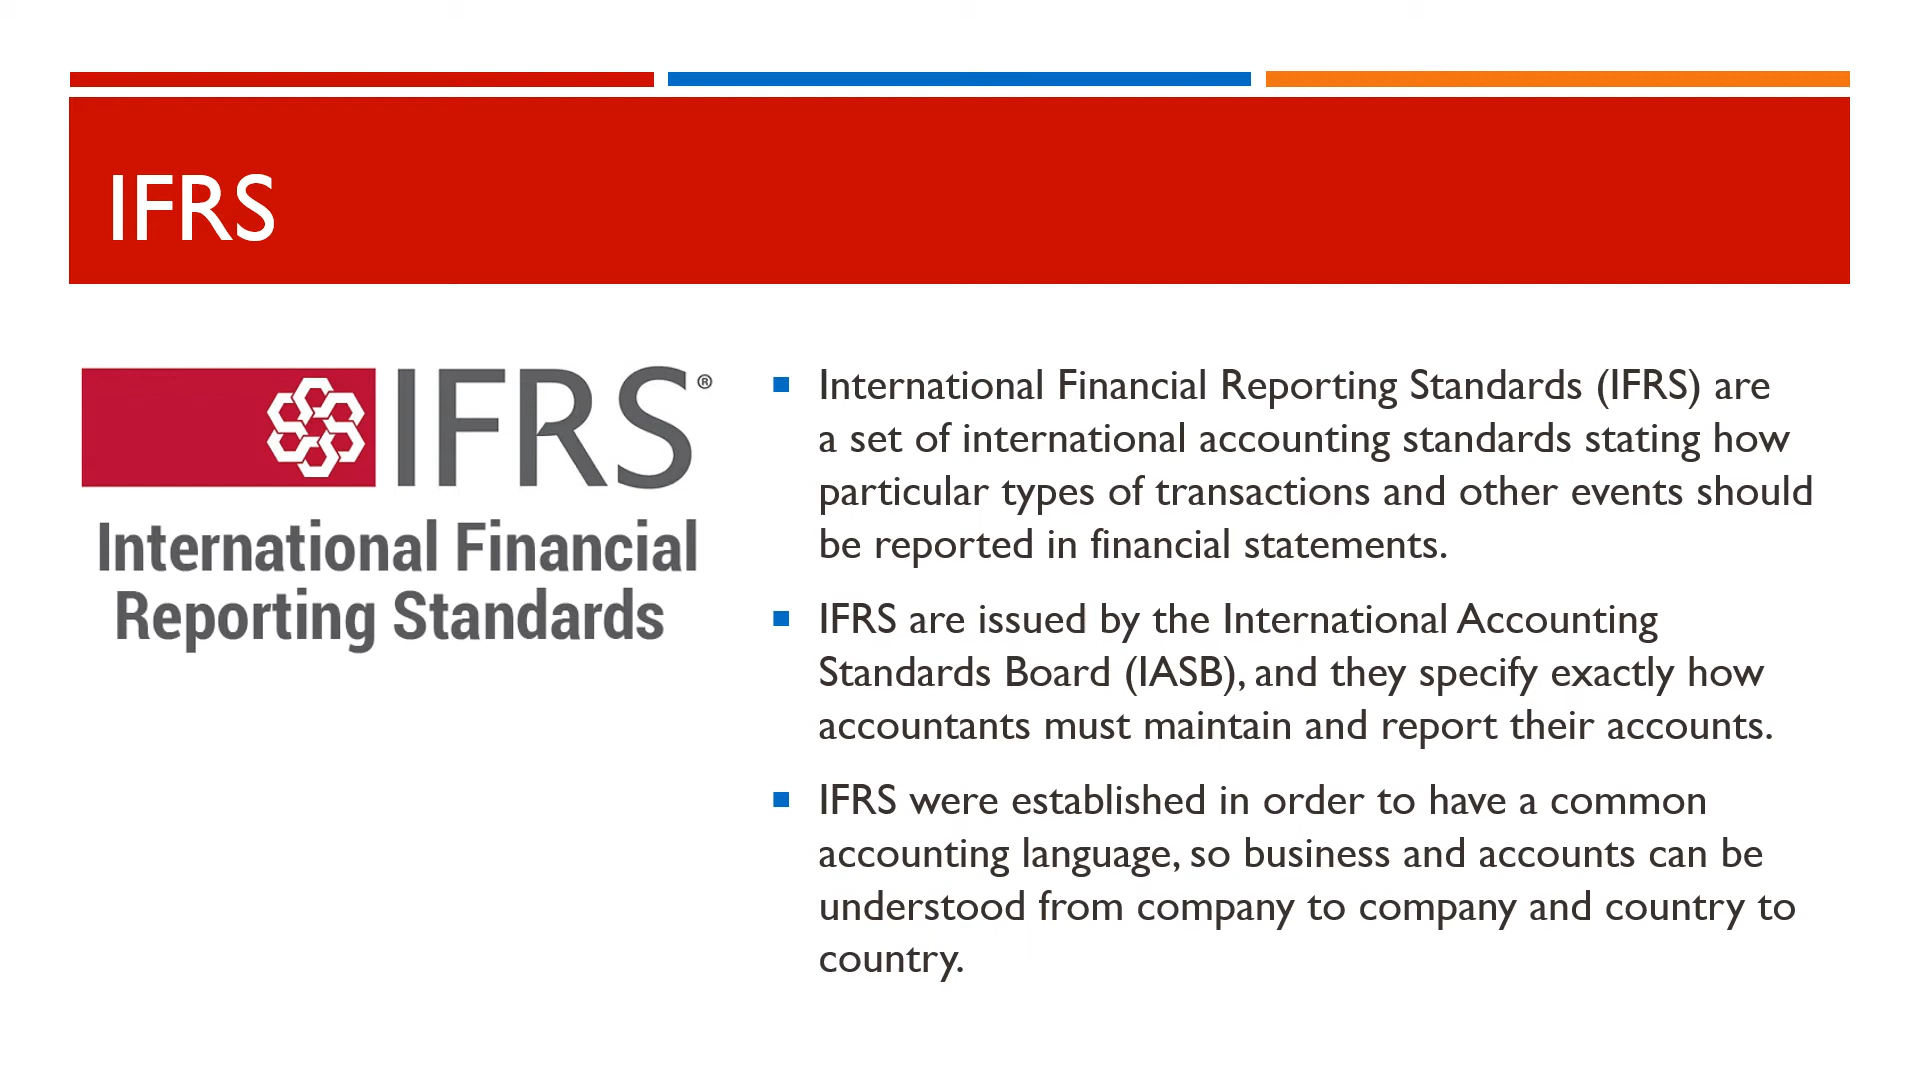 IFRS
IFRS®
International Financial
Reporting Standards
International Financial Reporting Standards (IFRS) are
a set of international accounting standards stating how
particular types of transactions and other events should
be reported in financial statements.
IFRS are issued by the International Accounting
Standards Board (IASB), and they specify exactly how
accountants must maintain and report their accounts.
IFRS were established in order to have a common
accounting language, so business and accounts can be
understood from company to company and country to
country.